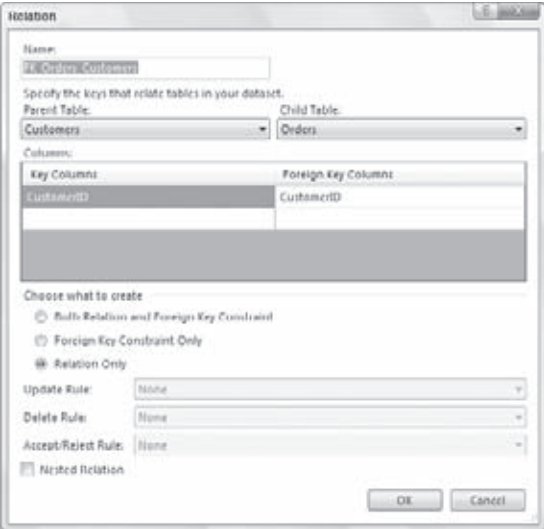 Relation
Name:
FK_Orders_Customers
Specify the keys that relate tables in your dataset.
Parent Table: Child Table:
Customers Orders
Columns:
Key Columns Foreign Key Columns
CustomerID CustomerID
Choose what to create
Both Relation and Foreign Key Constraint
Foreign Key Constraint Only
Relation Only
Update Rule: None
Delete Rule: None
Accept/Reject Rule: None
Nested Relation
OK Cancel